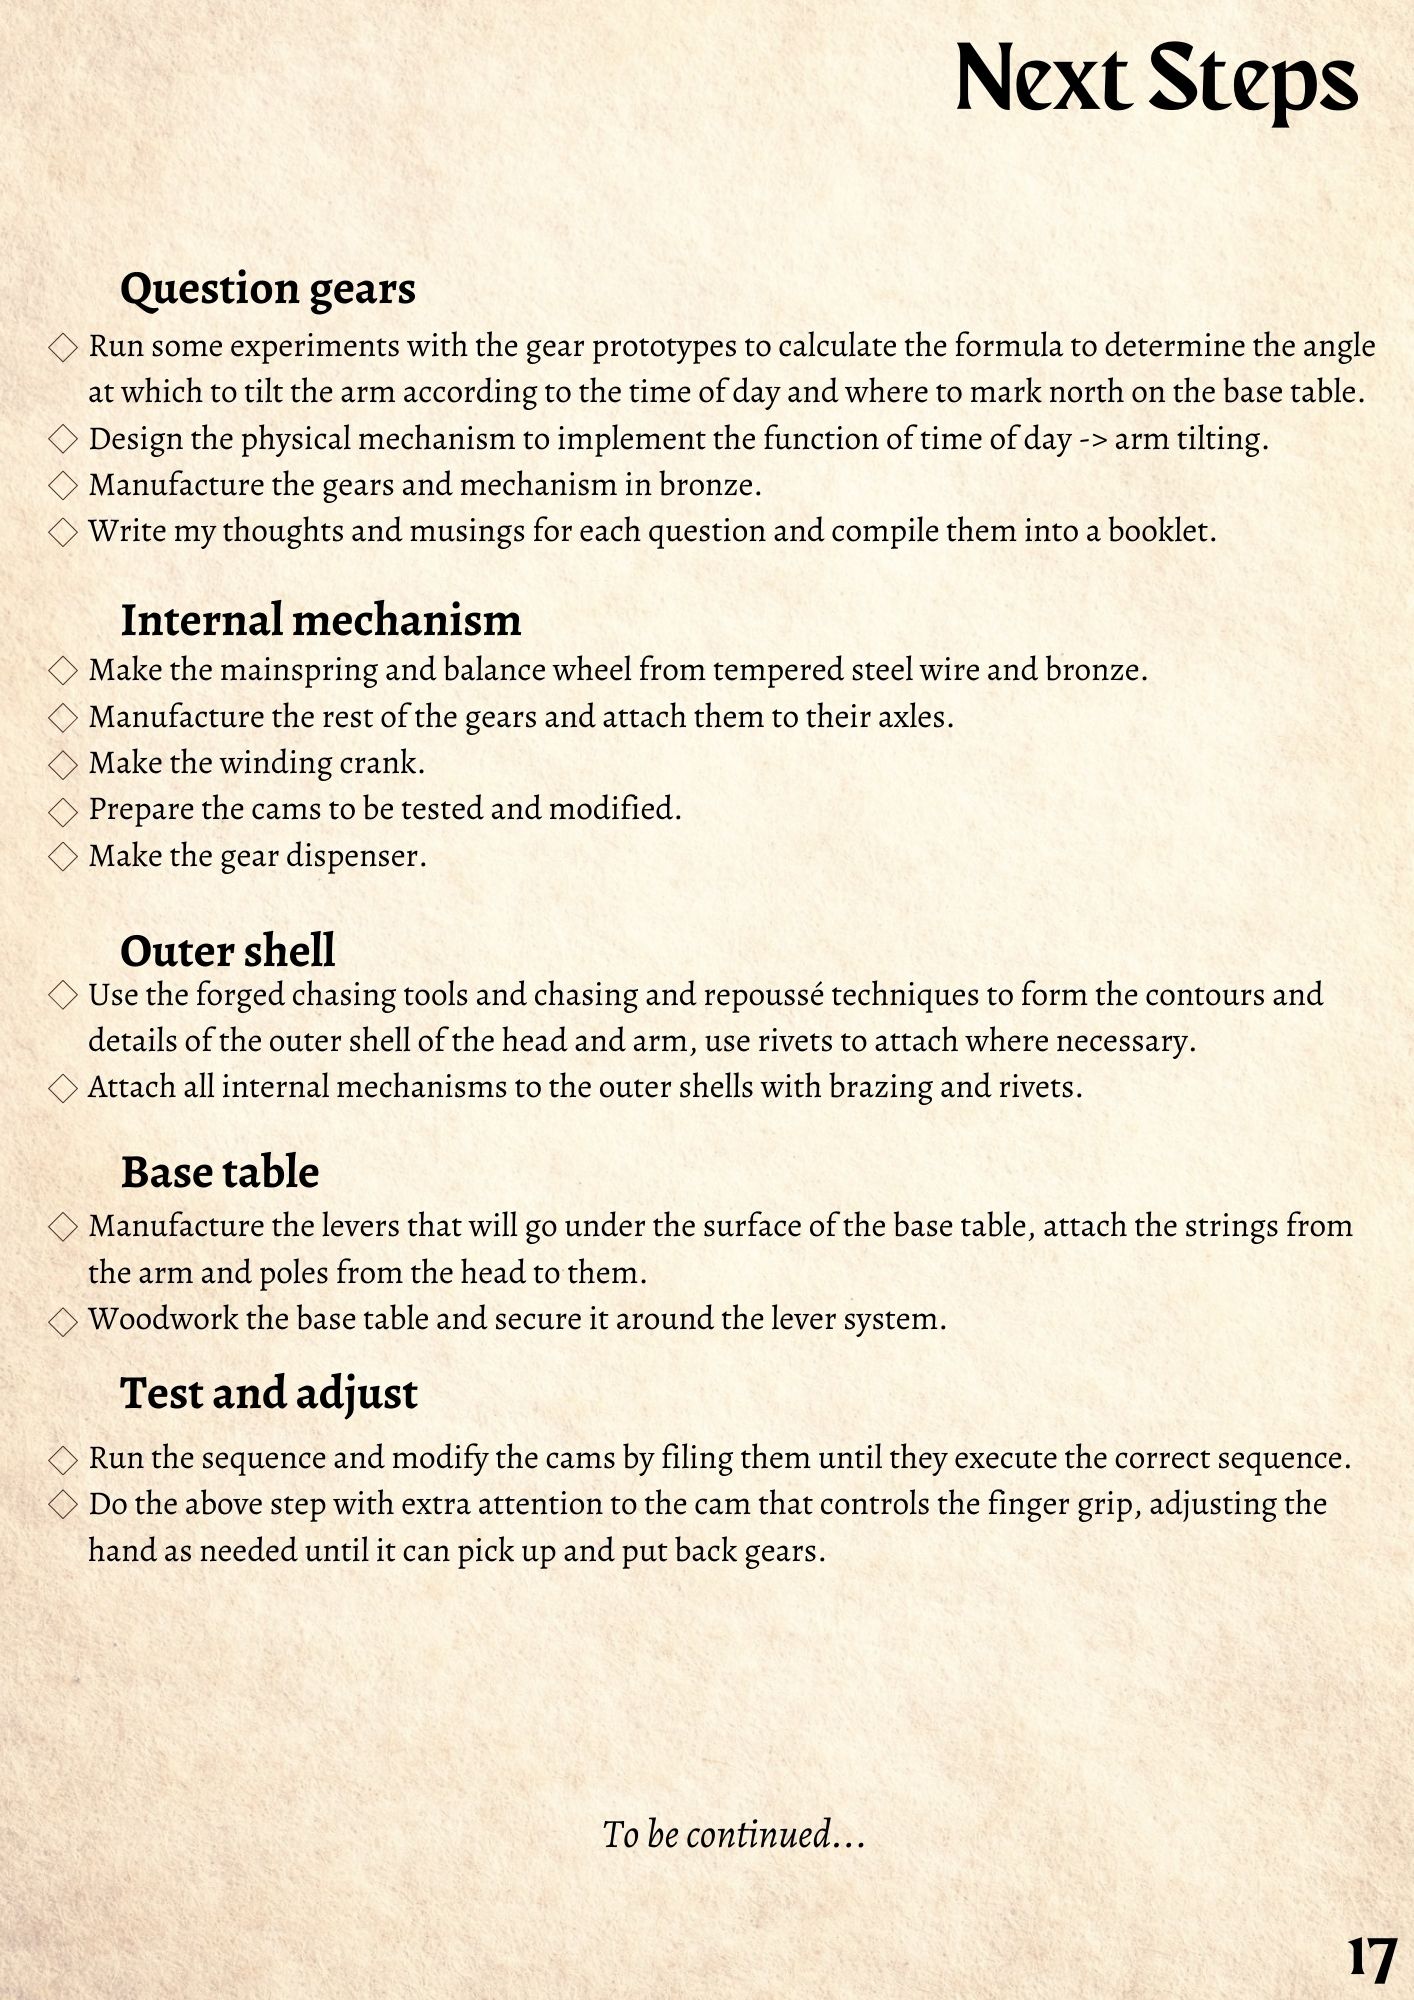 Next Steps
Question gears
◇ Run some experiments with the gear prototypes to calculate the formula to determine the angle
at which to tilt the arm according to the time of day and where to mark north on the base table.
◇ Design the physical mechanism to implement the function of time of day -> arm tilting.
◇ Manufacture the gears and mechanism in bronze.
◇ Write my thoughts and musings for each question and compile them into a booklet.
Internal mechanism
◇ Make the mainspring and balance wheel from tempered steel wire and bronze.
◇ Manufacture the rest of the gears and attach them to their axles.
◇ Make the winding crank.
◇ Prepare the cams to be tested and modified.
◇ Make the gear dispenser.
Outer shell
◇ Use the forged chasing tools and chasing and repoussé techniques to form the contours and
details of the outer shell of the head and arm, use rivets to attach where necessary.
◇ Attach all internal mechanisms to the outer shells with brazing and rivets.
Base table
◇ Manufacture the levers that will go under the surface of the base table, attach the strings from
the arm and poles from the head to them.
◇ Woodwork the base table and secure it around the lever system.
Test and adjust
◇ Run the sequence and modify the cams by filing them until they execute the correct sequence.
◇ Do the above step with extra attention to the cam that controls the finger grip, adjusting the
hand as needed until it can pick up and put back gears.
To be continued...
17